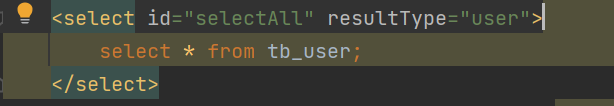 <select id="selectAll" resultType="user">
select * from tb_user;
</select>